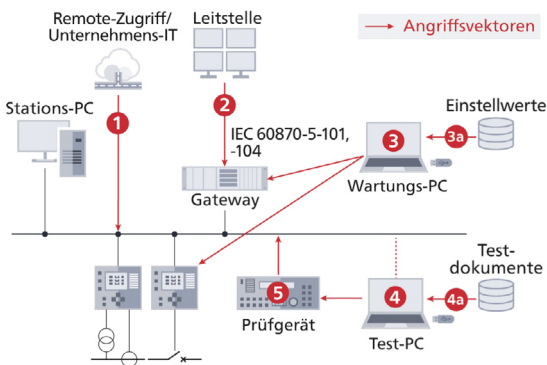 Remote-Zugriff/
Unternehmens-IT
Leitstelle
Angriffsvektoren
Stations-PC
1
2
IEC 60870-5-101,
-104
3
3a
Einstellwerte
Gateway
Wartungs-PC
5
Prüfgerät
4
4a
Test-
dokumente
Test-PC